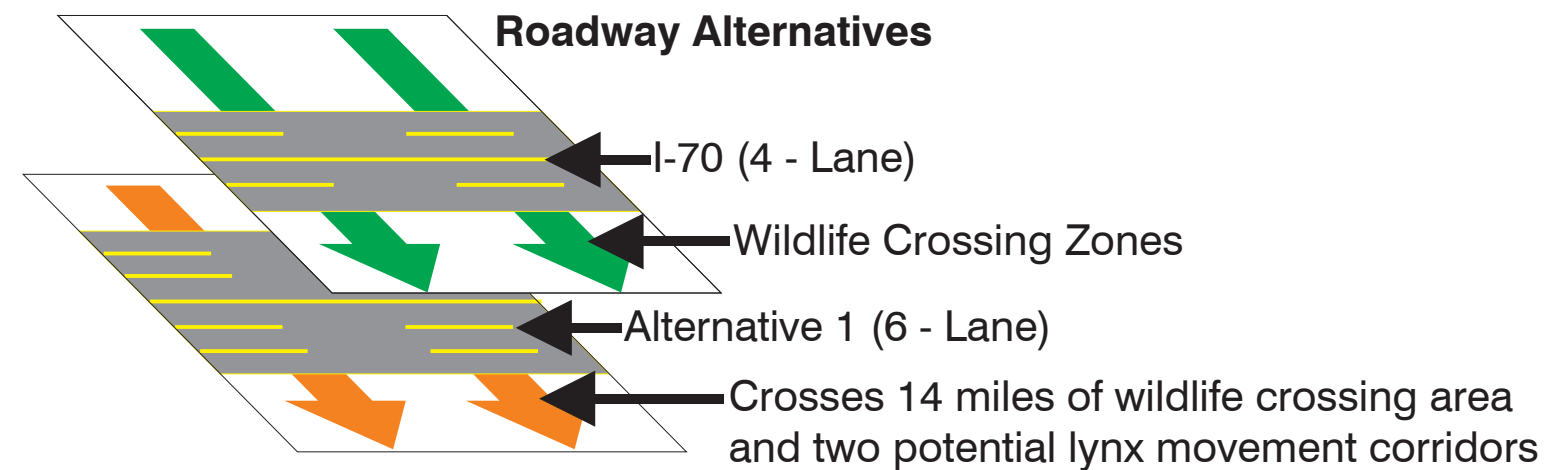 Roadway Alternatives
I-70 (4 - Lane)
Wildlife Crossing Zones
Alternative 1 (6 - Lane)
Crosses 14 miles of wildlife crossing area
and two potential lynx movement corridors